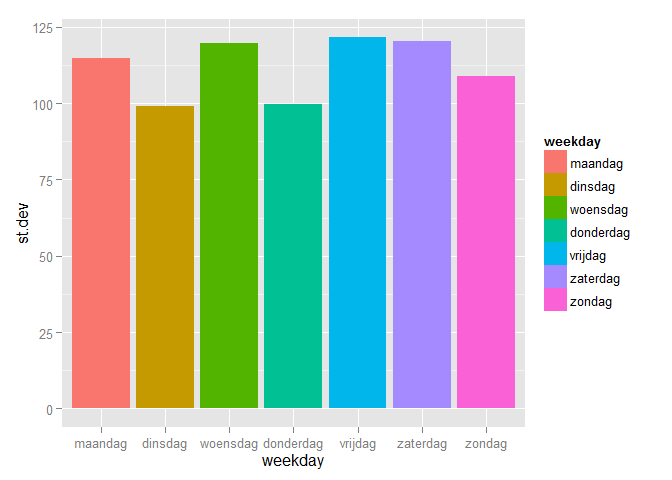 125
100
75
50
25
0
st.dev
maandag dinsdag woensdag donderdag vrijdag zaterdag zondag
weekday
weekday
maandag
dinsdag
woensdag
donderdag
vrijdag
zaterdag
zondag